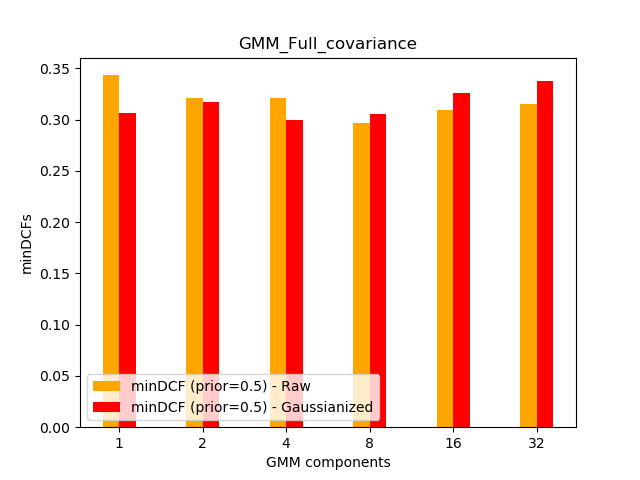 GMM_Full_covariance
minDCFs
0.35
0.30
0.25
0.20
0.15
0.10
0.05
0.00
minDCF (prior=0.5) - Raw
minDCF (prior=0.5) - Gaussianized
1 2 4 8 16 32
GMM components